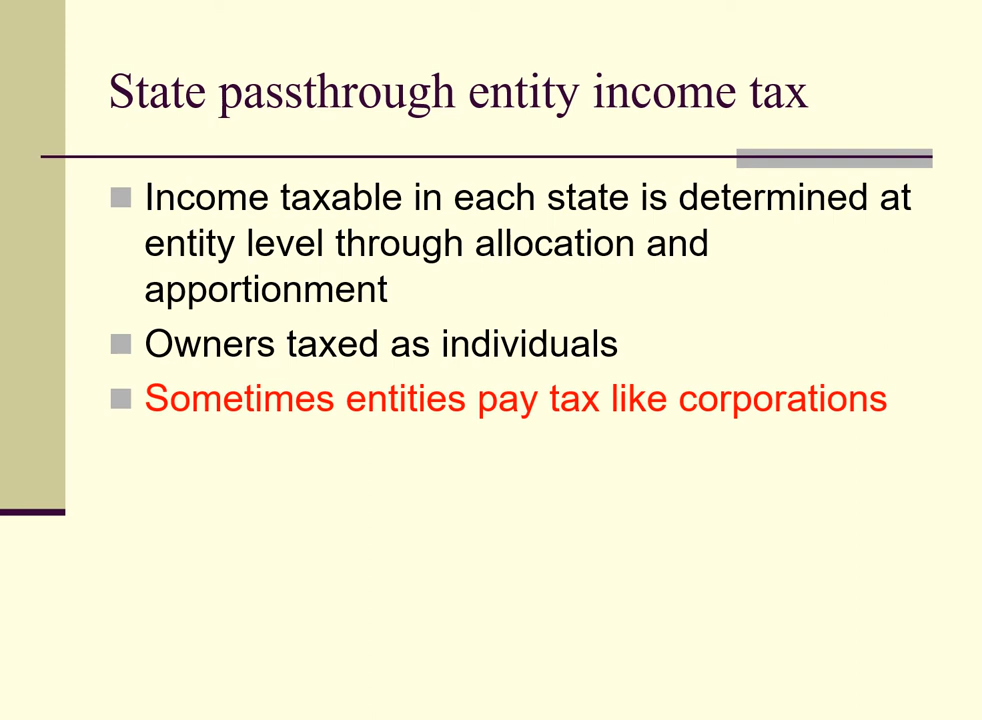 State passthrough entity income tax
Income taxable in each state is determined at
entity level through allocation and
apportionment
Owners taxed as individuals
Sometimes entities pay tax like corporations